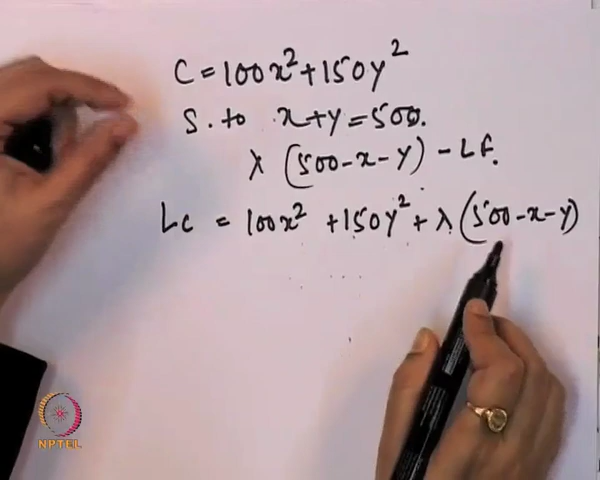 C = 100x² + 150y²
S. to x+y = 500.
λ (500-x-y) - LF.
Lc = 100x² + 150y² + λ (500-x-y)
NPTEL